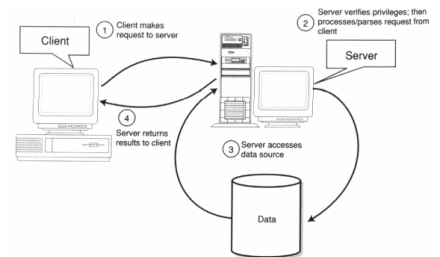 Client
1 Client makes
request to server
2 Server verifies privileges; then
processes/parses request from
client
Server
4
Server returns
results to client
3 Server accesses
data source
Data